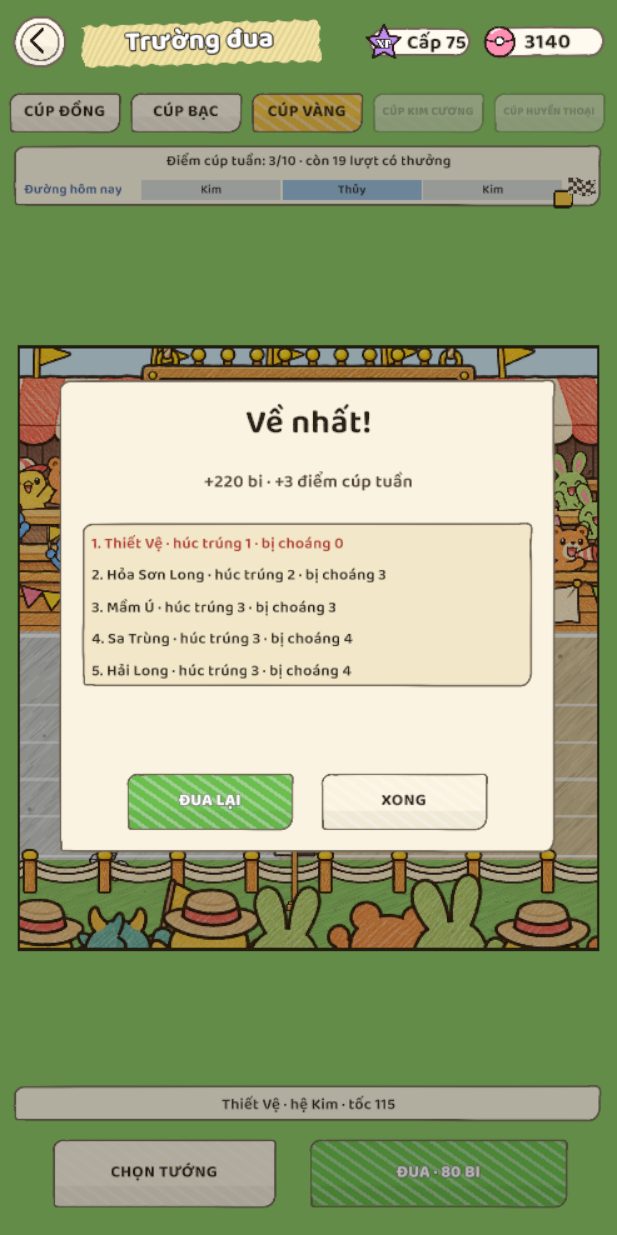 Trường đua
XP
Cấp 75
3140
CÚP ĐỒNG
CÚP BẠC
CÚP VÀNG
CÚP KIM CƯƠNG
CÚP HUYỀN THOẠI
Điểm cúp tuần: 3/10 · còn 19 lượt có thưởng
Đường hôm nay
Kim
Thủy
Kim
Về nhất!
+220 bi · +3 điểm cúp tuần
1. Thiết Vệ · húc trúng 1 · bị choáng 0
2. Hỏa Sơn Long · húc trúng 2 · bị choáng 3
3. Mầm Ú · húc trúng 3 · bị choáng 3
4. Sa Trùng · húc trúng 3 · bị choáng 4
5. Hải Long · húc trúng 3 · bị choáng 4
ĐUA LẠI
XONG
Thiết Vệ · hệ Kim · tốc 115
CHỌN TƯỚNG
ĐUA · 80 BI